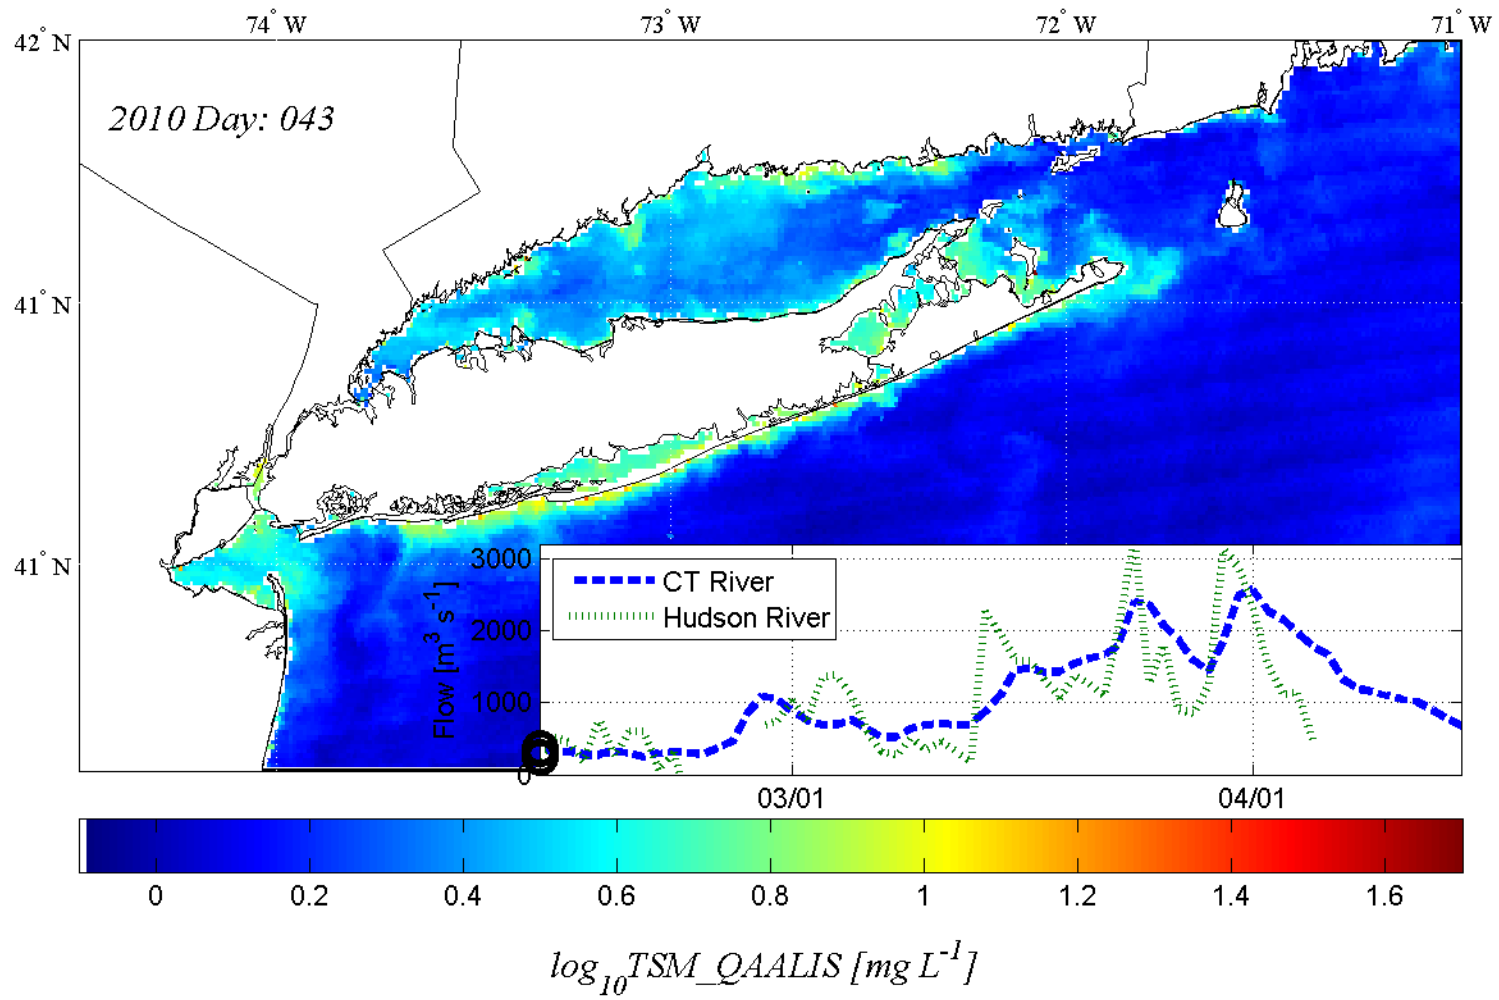 74° W 73° W 72° W 71° W
42° N
2010 Day: 043
41° N
41° N
3000
2000
1000
0
Flow [m³ s⁻¹]
CT River
Hudson River
03/01 04/01
0 0.2 0.4 0.6 0.8 1 1.2 1.4 1.6
log₁₀TSM_QAALIS [mg L⁻¹]